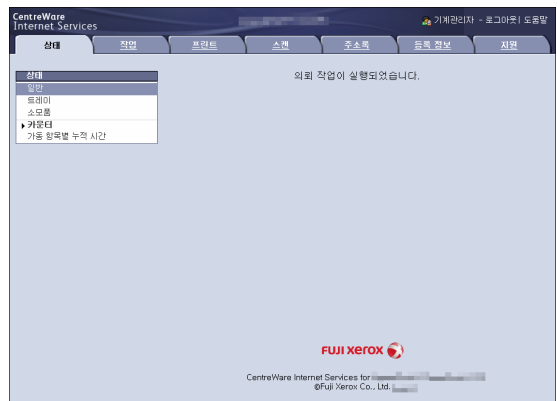 CentreWare
Internet Services
기계관리자 - 로그아웃| 도움말
상태
작업
프린트
스캔
주소록
등록 정보
지원
상태
일반
트레이
소모품
카운터
가동 항목별 누적 시간
의뢰 작업이 실행되었습니다.
FUJI XEROX
CentreWare Internet Services for
©Fuji Xerox Co., Ltd.